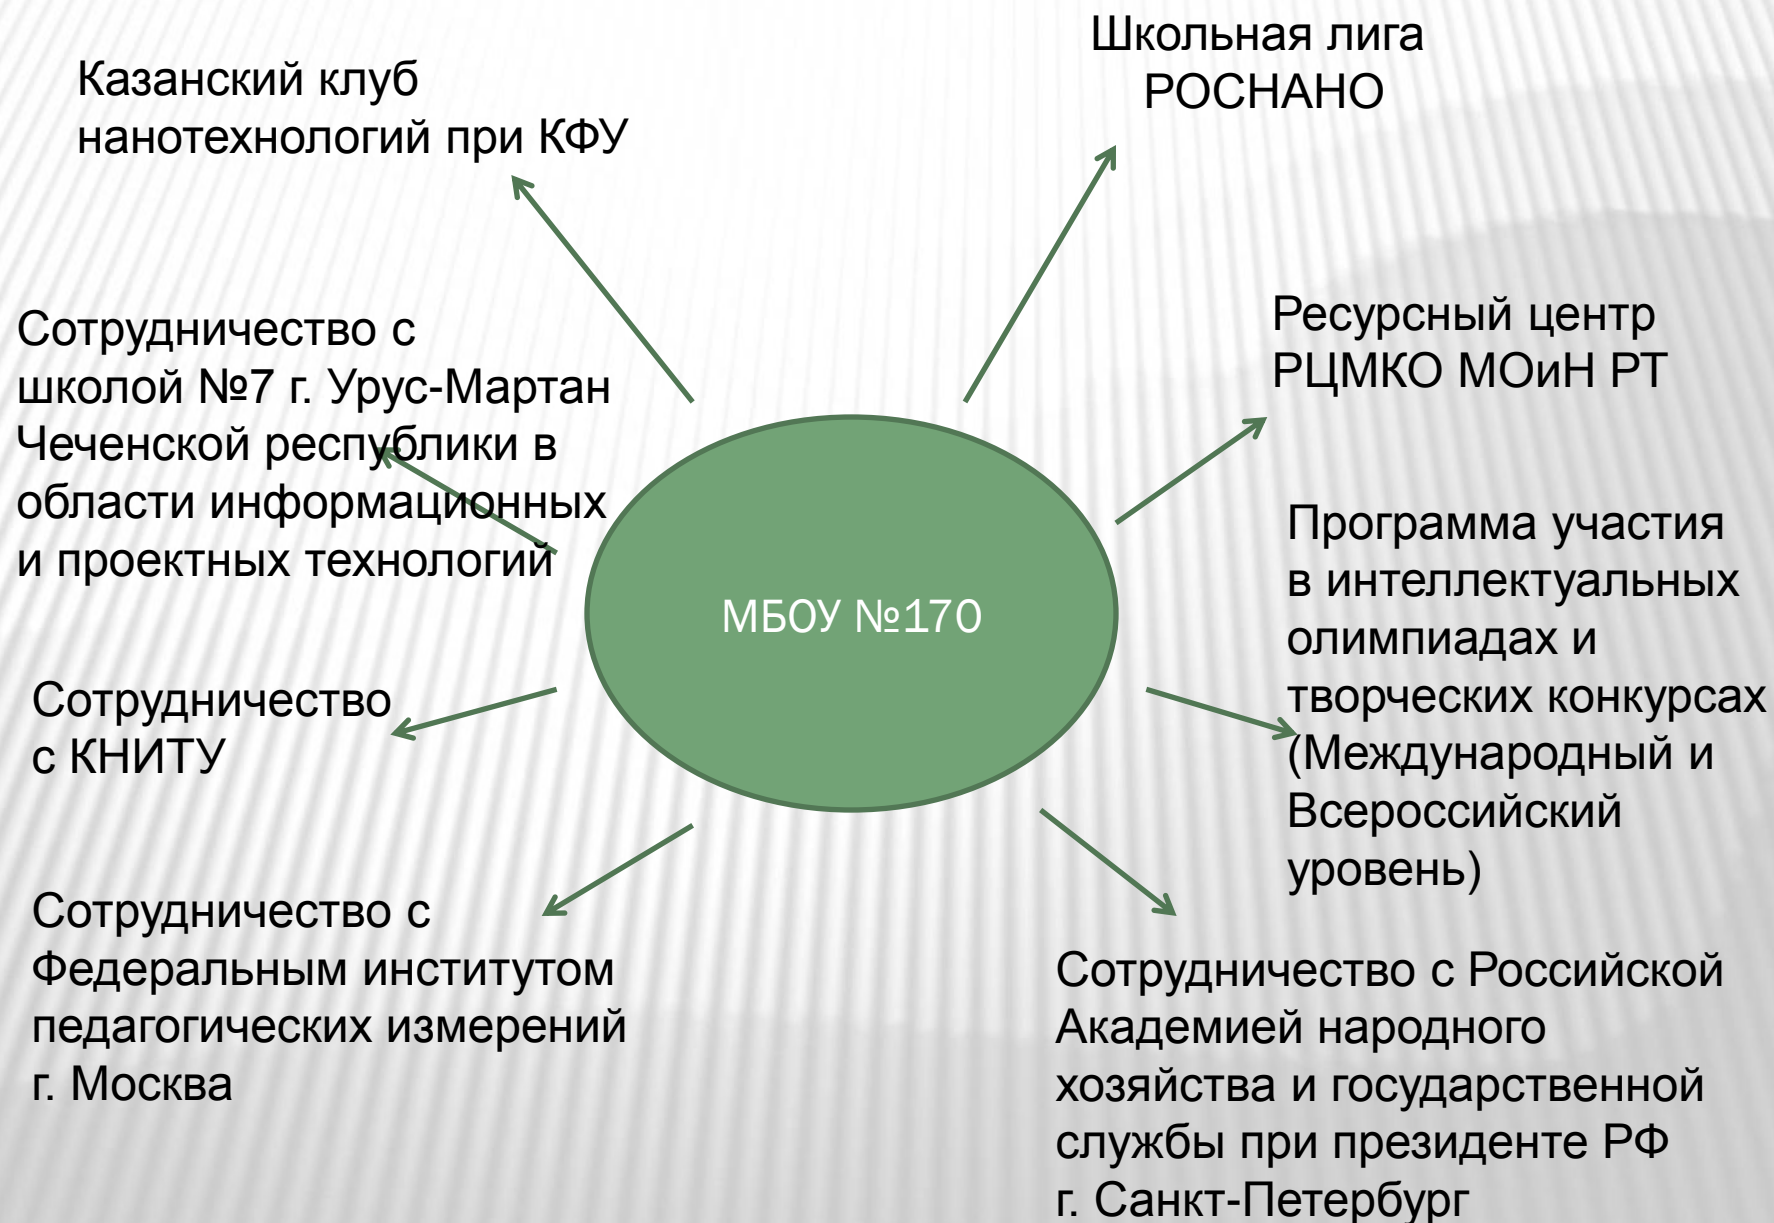 Казанский клуб
нанотехнологий при КФУ
Школьная лига
РОСНАНО
Сотрудничество с
школой №7 г. Урус-Мартан
Чеченской республики в
области информационных
и проектных технологий
Ресурсный центр
РЦМКО МОиН РТ
МБОУ №170
Программа участия
в интеллектуальных
олимпиадах и
творческих конкурсах
(Международный и
Всероссийский
уровень)
Сотрудничество
с КНИТУ
Сотрудничество с
Федеральным институтом
педагогических измерений
г. Москва
Сотрудничество с Российской
Академией народного
хозяйства и государственной
службы при президенте РФ
г. Санкт-Петербург